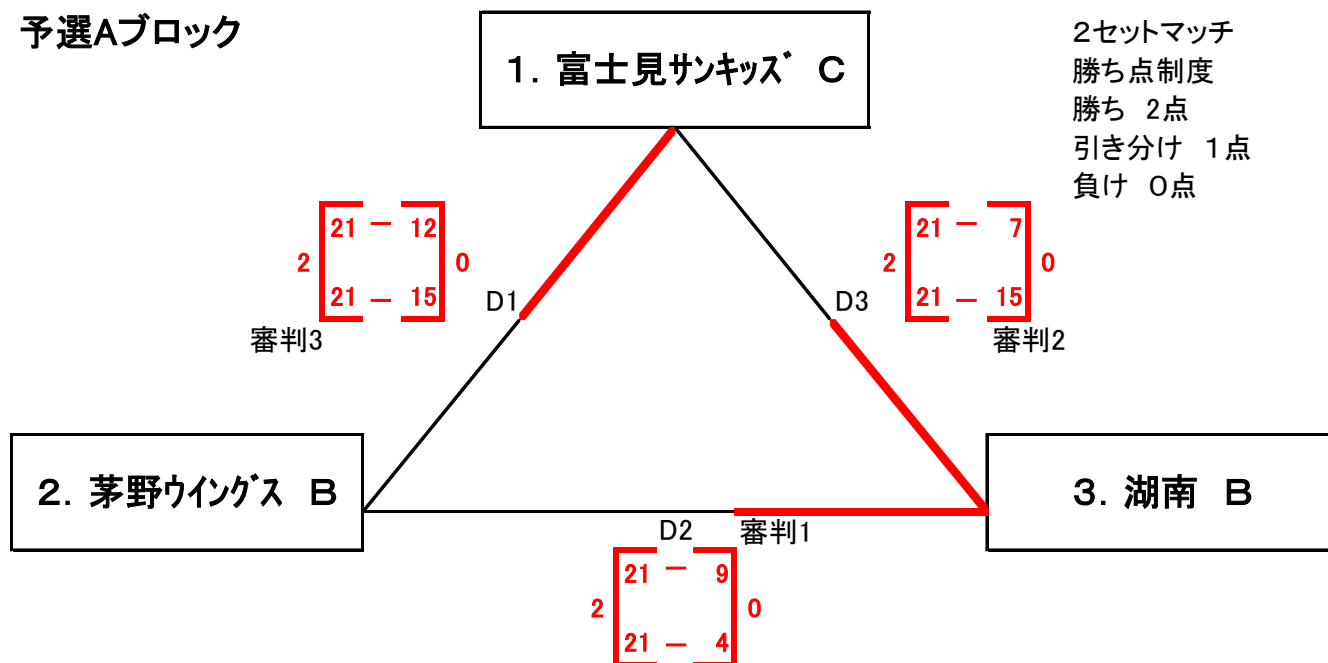 予選Aブロック
1．富士見サンキッズ　C
2セットマッチ
勝ち点制度
勝ち　2点
引き分け　1点
負け　0点
21 － 12
2　0
21 － 15
D1
審判3
21 － 7
2　0
21 － 15
D3
審判2
2．茅野ウイングス　B
3．湖南　B
D2　審判1
21 － 9
2　0
21 － 4